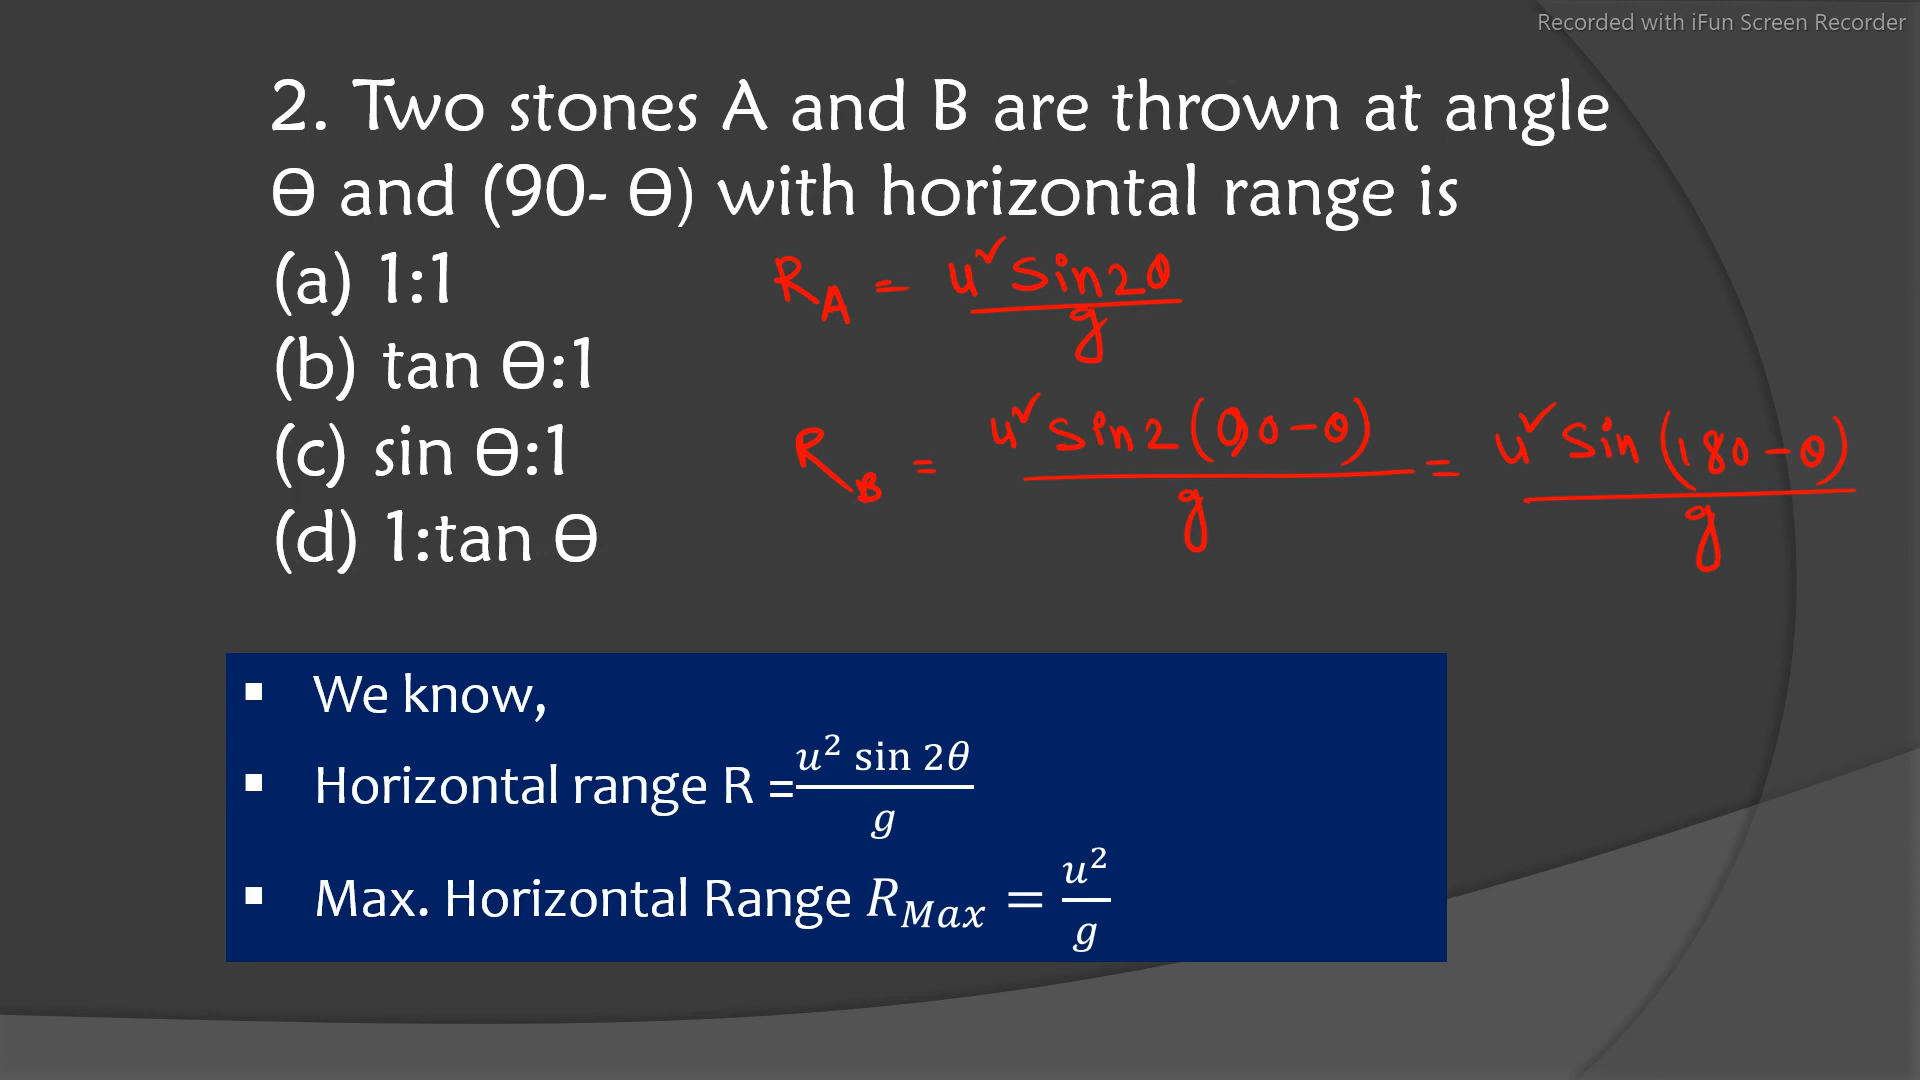 Recorded with iFun Screen Recorder
2. Two stones A and B are thrown at angle
Ө and (90- Ө) with horizontal range is
(a) 1:1
(b) tan Ө:1
(c) sin Ө:1
(d) 1:tan Ө
R_A = u² Sin2θ / g
R_B = u² Sin2(90-θ) / g = u² Sin(180-θ) / g
▪ We know,
▪ Horizontal range R = u² sin 2θ / g
▪ Max. Horizontal Range R_Max = u² / g